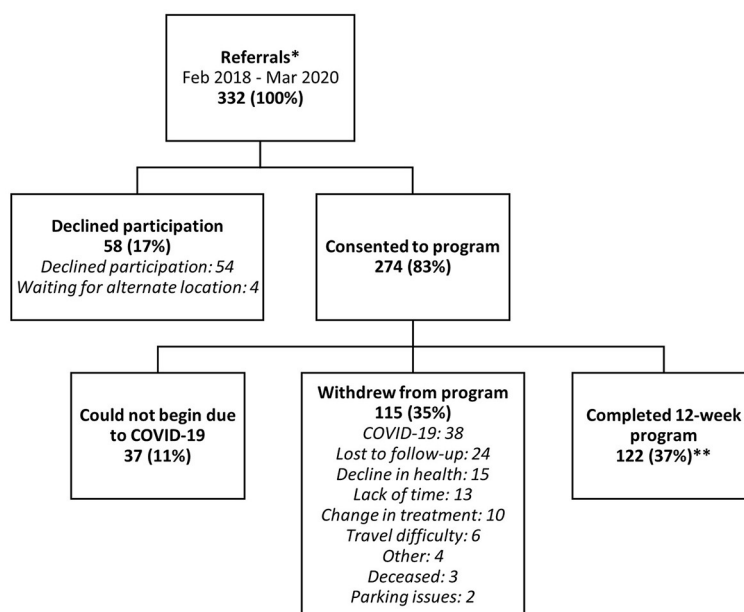 Referrals*
Feb 2018 - Mar 2020
332 (100%)
Declined participation
58 (17%)
Declined participation: 54
Waiting for alternate location: 4
Consented to program
274 (83%)
Could not begin due
to COVID-19
37 (11%)
Withdrew from program
115 (35%)
COVID-19: 38
Lost to follow-up: 24
Decline in health: 15
Lack of time: 13
Change in treatment: 10
Travel difficulty: 6
Other: 4
Deceased: 3
Parking issues: 2
Completed 12-week
program
122 (37%)**